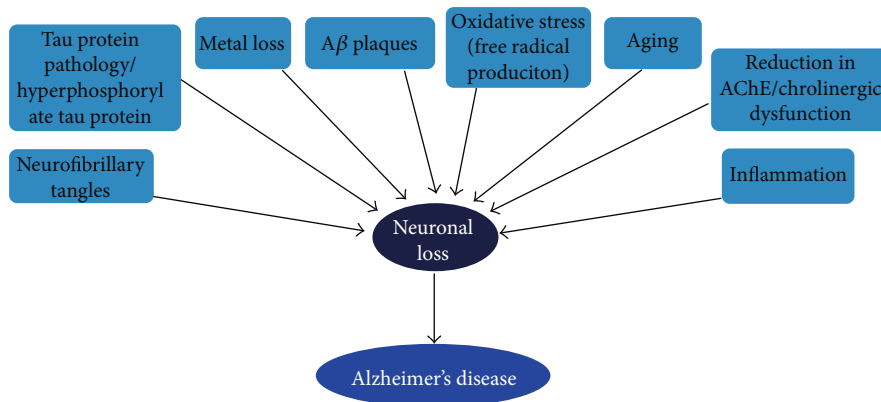 Tau protein
pathology/
hyperphosphoryl
ate tau protein
Metal loss
Aβ plaques
Oxidative stress
(free radical
produciton)
Aging
Reduction in
AChE/chrolinergic
dysfunction
Neurofibrillary
tangles
Inflammation
Neuronal
loss
Alzheimer's disease